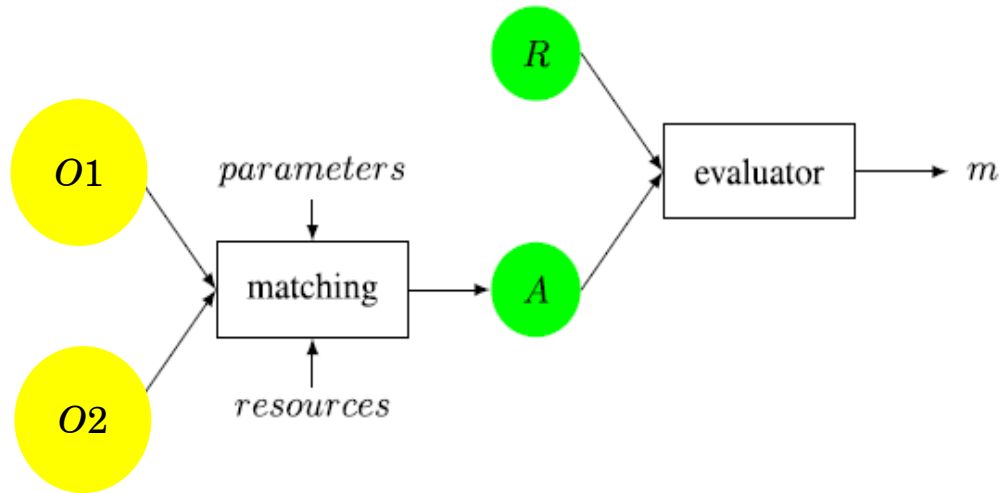 R
O1
parameters
evaluator
m
matching
A
resources
O2